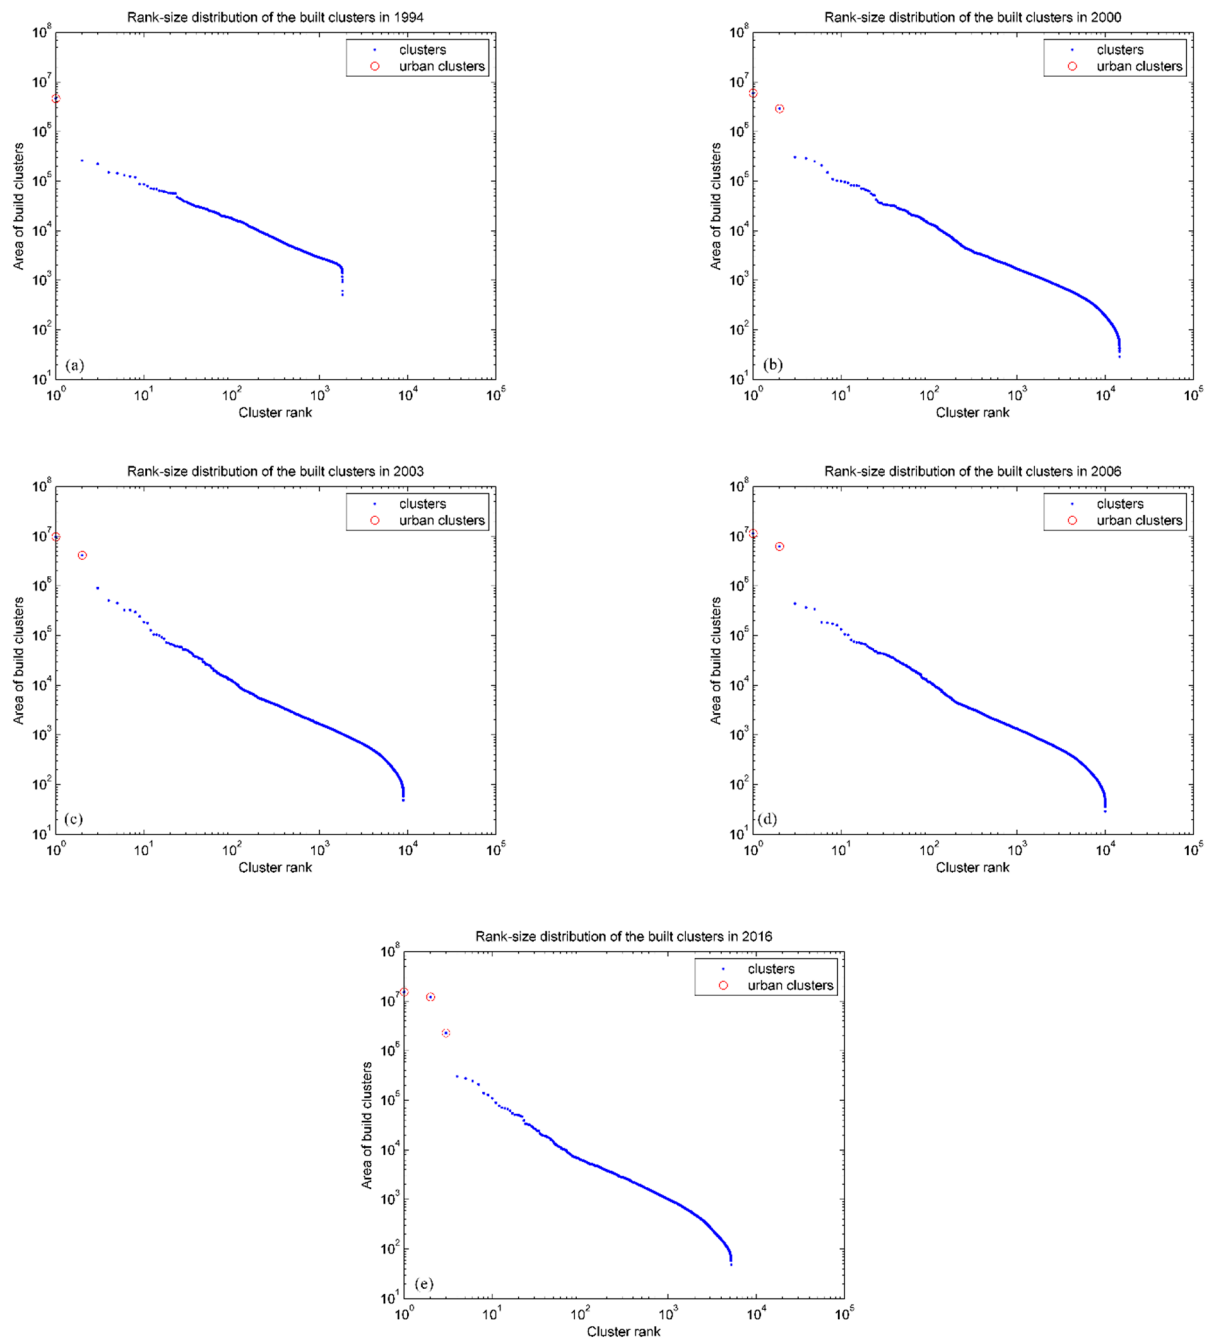 Rank-size distribution of the built clusters in 1994
10^8
10^7
10^6
10^5
10^4
10^3
10^2
10^1
Area of build clusters
clusters
urban clusters
(a)
10^0 10^1 10^2 10^3 10^4 10^5
Cluster rank
Rank-size distribution of the built clusters in 2000
10^8
10^7
10^6
10^5
10^4
10^3
10^2
10^1
Area of build clusters
clusters
urban clusters
(b)
10^0 10^1 10^2 10^3 10^4 10^5
Cluster rank
Rank-size distribution of the built clusters in 2003
10^8
10^7
10^6
10^5
10^4
10^3
10^2
10^1
Area of build clusters
clusters
urban clusters
(c)
10^0 10^1 10^2 10^3 10^4 10^5
Cluster rank
Rank-size distribution of the built clusters in 2006
10^8
10^7
10^6
10^5
10^4
10^3
10^2
10^1
Area of build clusters
clusters
urban clusters
(d)
10^0 10^1 10^2 10^3 10^4 10^5
Cluster rank
Rank-size distribution of the built clusters in 2016
10^8
10^7
10^6
10^5
10^4
10^3
10^2
10^1
Area of build clusters
clusters
urban clusters
(e)
10^0 10^1 10^2 10^3 10^4 10^5
Cluster rank